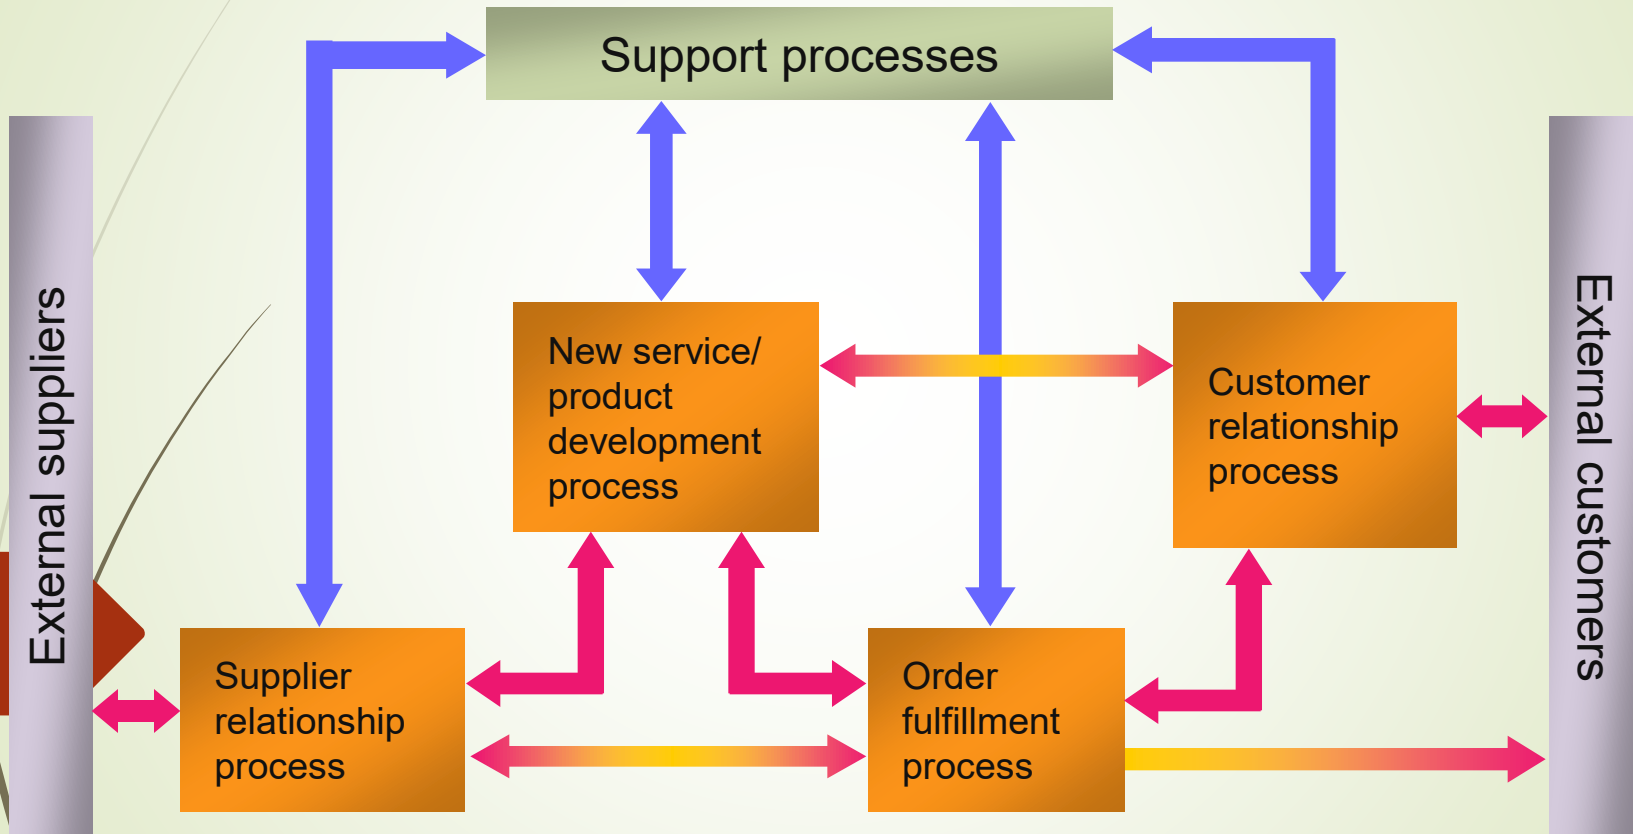 Support processes
External suppliers
New service/
product
development
process
Customer
relationship
process
External customers
Supplier
relationship
process
Order
fulfillment
process